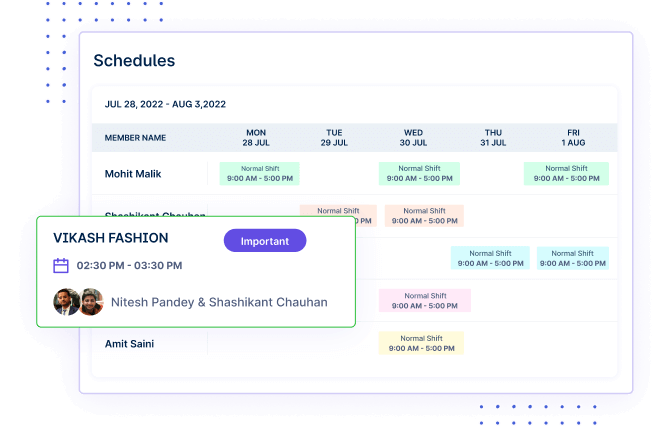 Schedules
JUL 28, 2022 - AUG 3,2022
MEMBER NAME
MON
28 JUL
TUE
29 JUL
WED
30 JUL
THU
31 JUL
FRI
1 AUG
Mohit Malik
Normal Shift
9:00 AM - 5:00 PM
Normal Shift
9:00 AM - 5:00 PM
Normal Shift
9:00 AM - 5:00 PM
Shashikant Chauhan
Normal Shift
PM
Normal Shift
9:00 AM - 5:00 PM
VIKASH FASHION
Important
02:30 PM - 03:30 PM
Nitesh Pandey & Shashikant Chauhan
Normal Shift
9:00 AM - 5:00 PM
Normal Shift
9:00 AM - 5:00 PM
Normal Shift
9:00 AM - 5:00 PM
Amit Saini
Normal Shift
9:00 AM - 5:00 PM